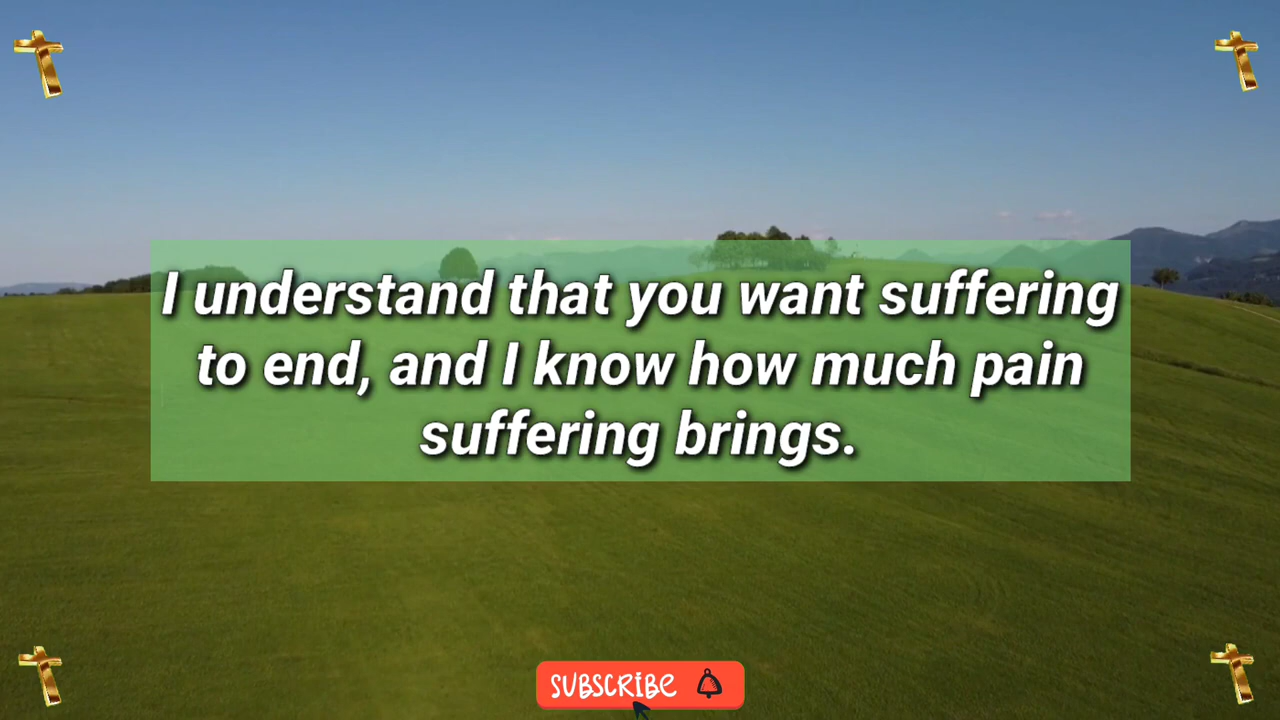 I understand that you want suffering
to end, and I know how much pain
suffering brings.
SUBSCRIBE